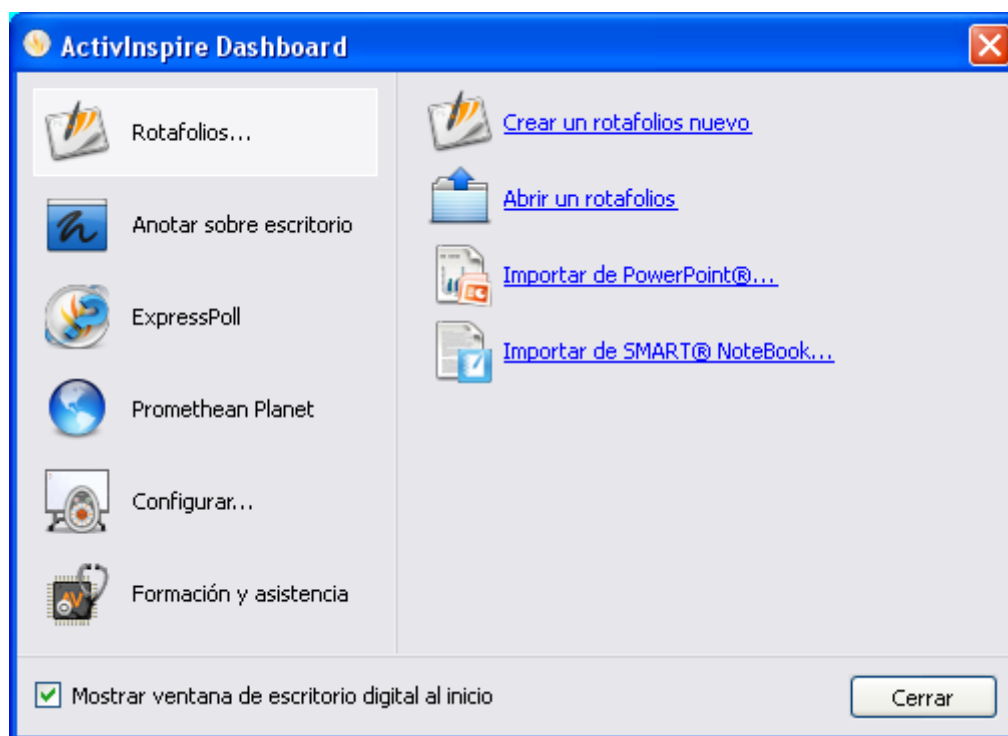 ActivInspire Dashboard
Rotafolios...
Anotar sobre escritorio
ExpressPoll
Promethean Planet
Configurar...
Formación y asistencia
Crear un rotafolios nuevo
Abrir un rotafolios
Importar de PowerPoint®...
Importar de SMART® NoteBook...
Mostrar ventana de escritorio digital al inicio
Cerrar